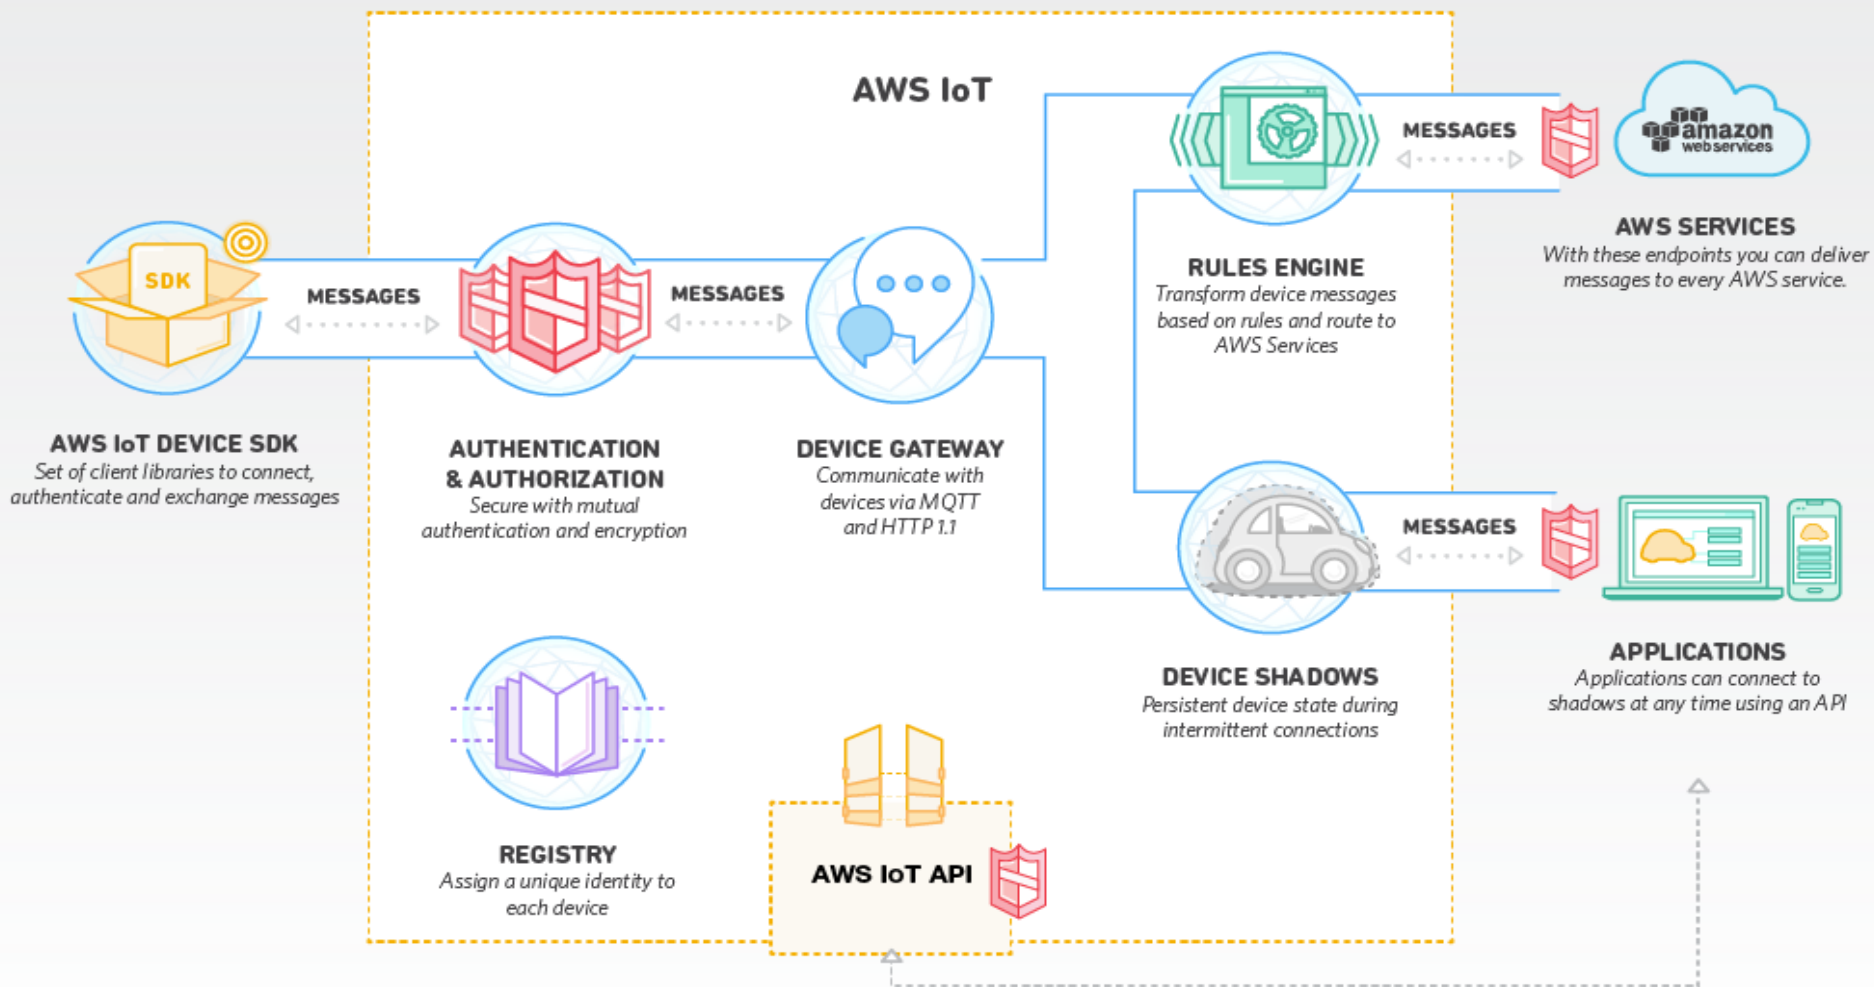 AWS IoT
SDK
MESSAGES
AWS IoT DEVICE SDK
Set of client libraries to connect,
authenticate and exchange messages
AUTHENTICATION
& AUTHORIZATION
Secure with mutual
authentication and encryption
MESSAGES
DEVICE GATEWAY
Communicate with
devices via MQTT
and HTTP 1.1
RULES ENGINE
Transform device messages
based on rules and route to
AWS Services
MESSAGES
amazon
webservices
AWS SERVICES
With these endpoints you can deliver
messages to every AWS service.
DEVICE SHADOWS
Persistent device state during
intermittent connections
MESSAGES
APPLICATIONS
Applications can connect to
shadows at any time using an API
REGISTRY
Assign a unique identity to
each device
AWS IoT API